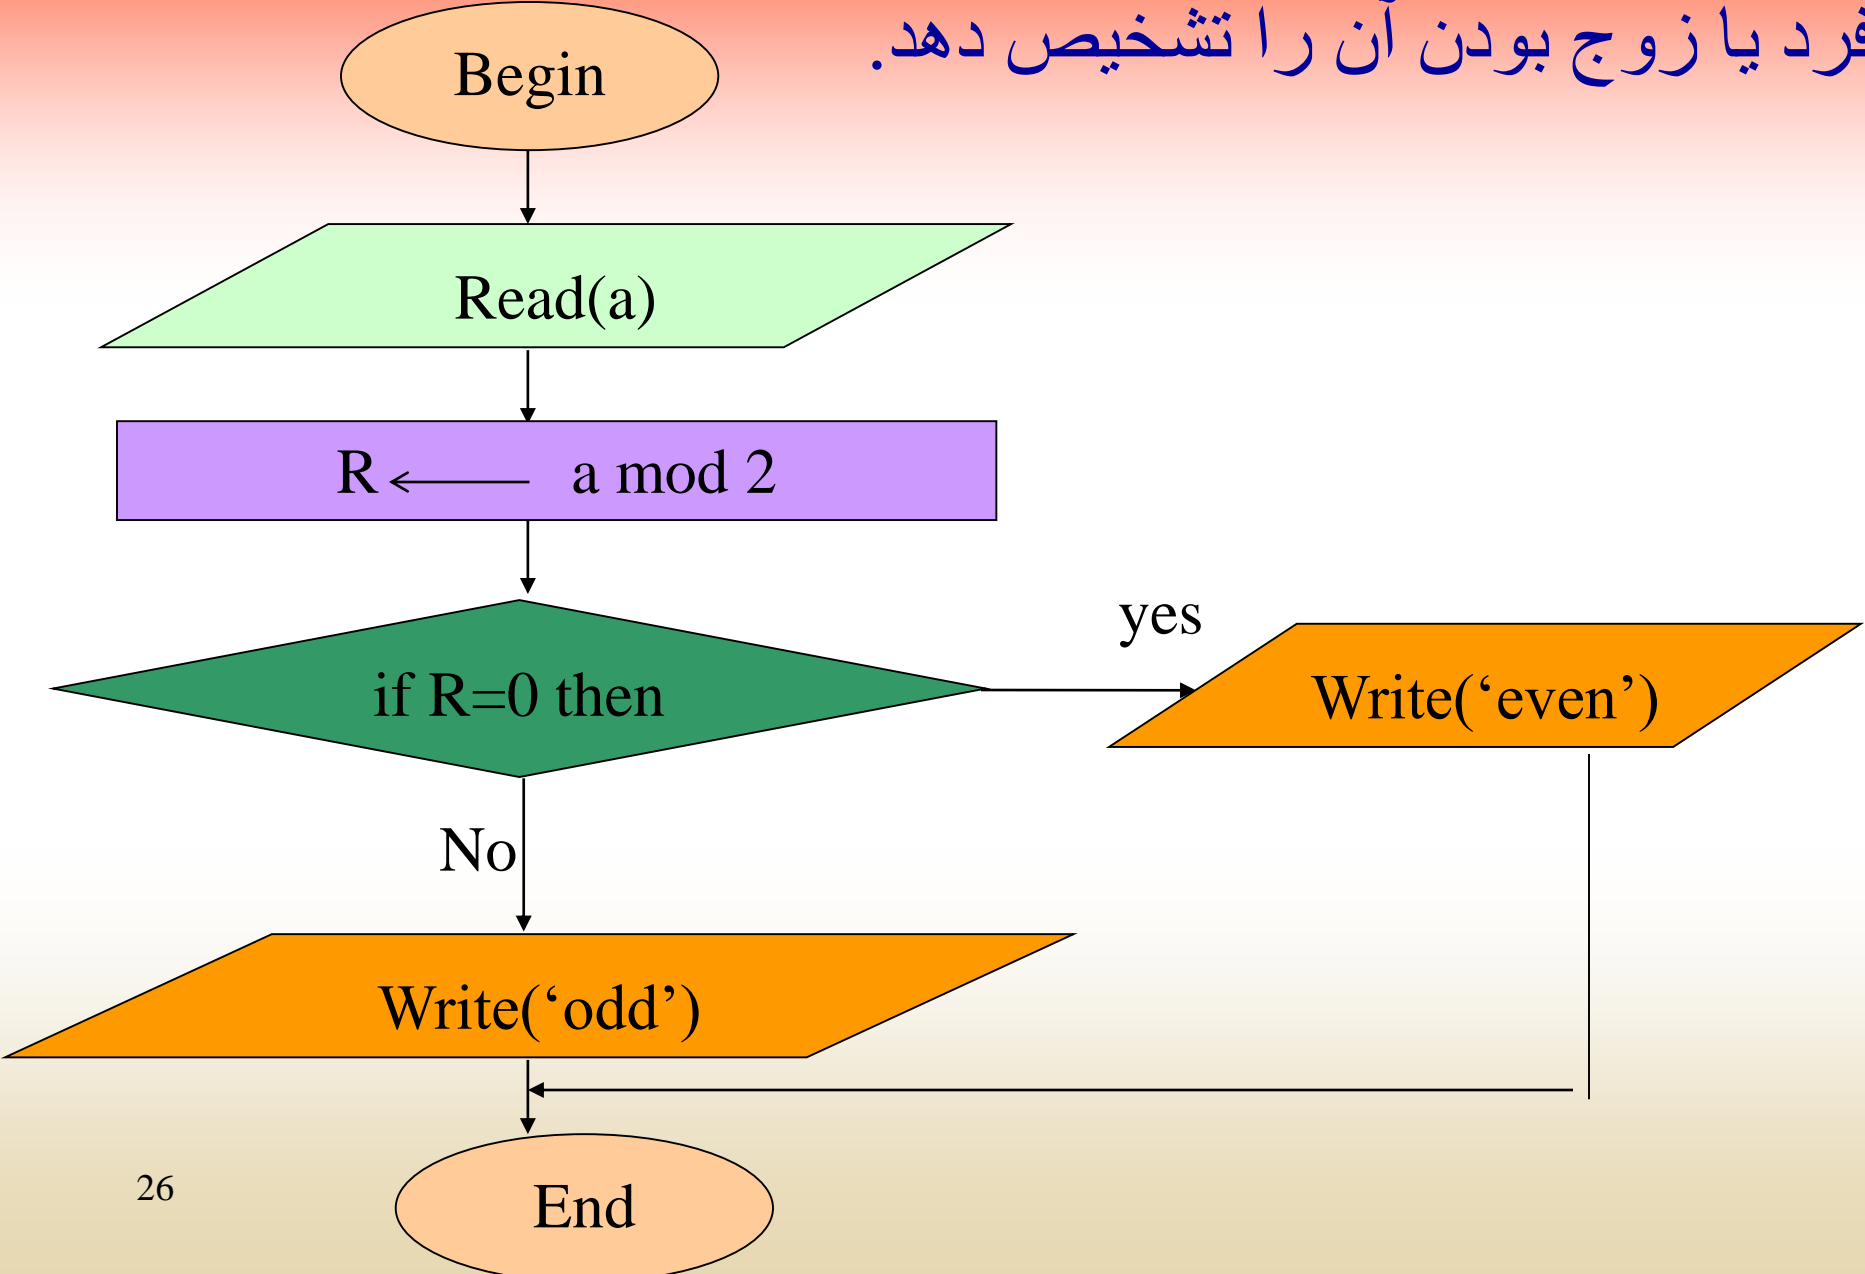 فرد یا زوج بودن آن را تشخیص دهد.
Begin
Read(a)
R a mod 2
if R=0 then
yes
Write(‘even’)
No
Write(‘odd’)
End
26